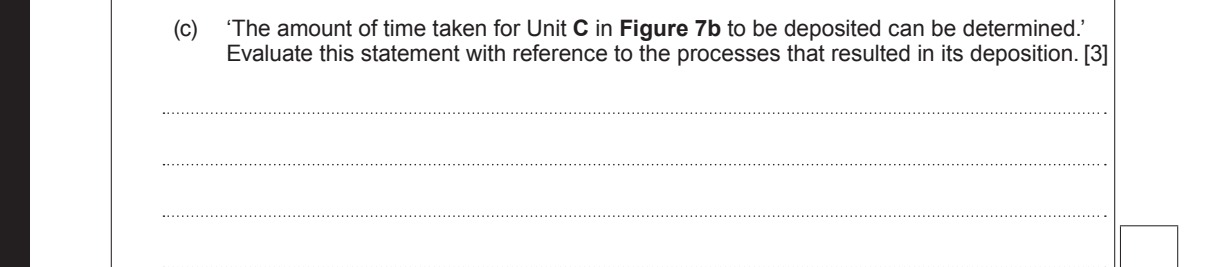 (c) ‘The amount of time taken for Unit C in Figure 7b to be deposited can be determined.’
Evaluate this statement with reference to the processes that resulted in its deposition. [3]